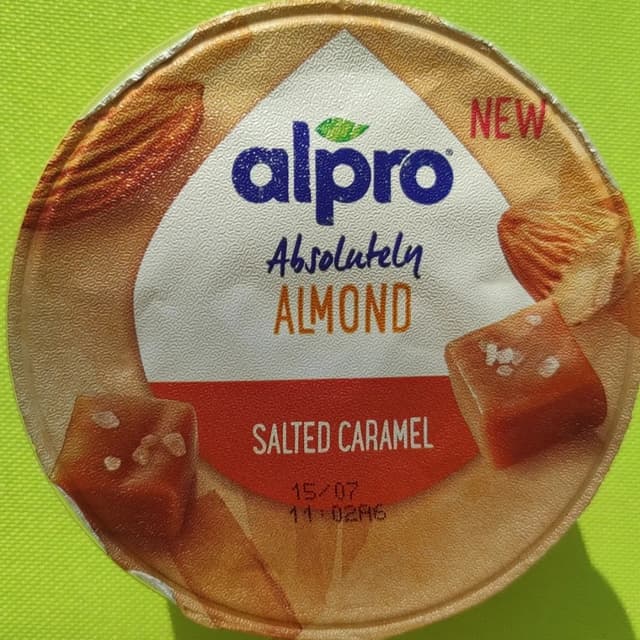 NEW
alpro
Absolutely
ALMOND
SALTED CARAMEL
15/07
11:02A6